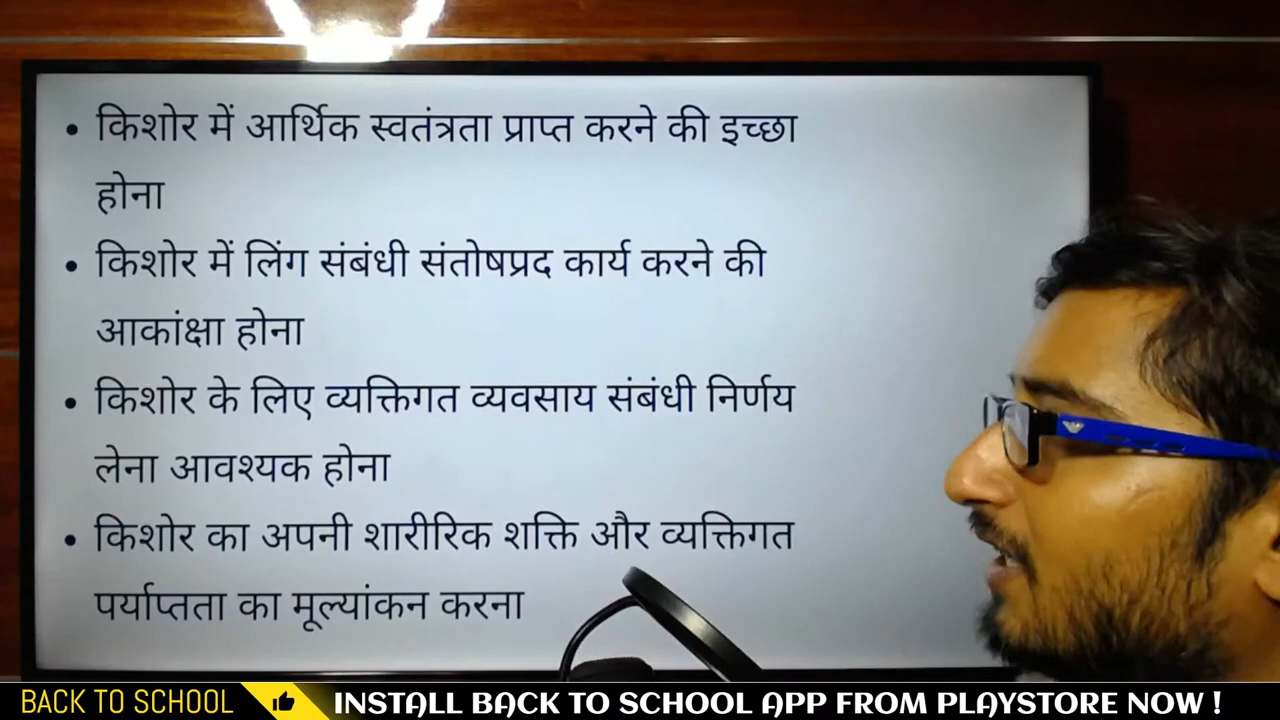 • किशोर में आर्थिक स्वतंत्रता प्राप्त करने की इच्छा
होना
• किशोर में लिंग संबंधी संतोषप्रद कार्य करने की
आकांक्षा होना
• किशोर के लिए व्यक्तिगत व्यवसाय संबंधी निर्णय
लेना आवश्यक होना
• किशोर का अपनी शारीरिक शक्ति और व्यक्तिगत
पर्याप्तता का मूल्यांकन करना
BACK TO SCHOOL INSTALL BACK TO SCHOOL APP FROM PLAYSTORE NOW !